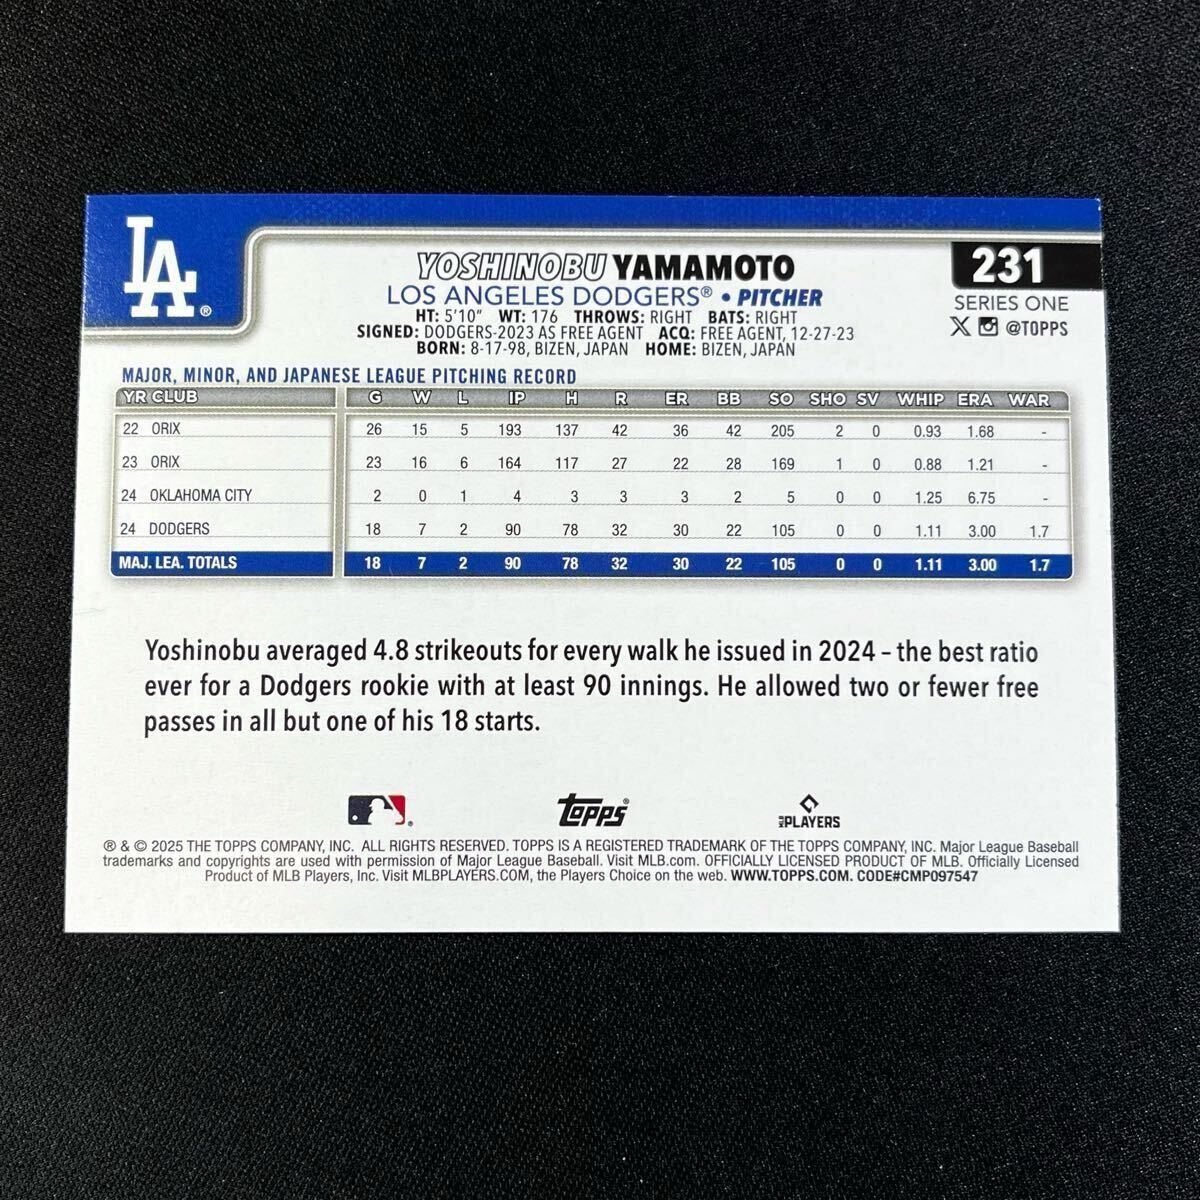 LA®
231
YOSHINOBU YAMAMOTO
LOS ANGELES DODGERS® • PITCHER
SERIES ONE
HT: 5'10" WT: 176 THROWS: RIGHT BATS: RIGHT
@TOPPS
SIGNED: DODGERS-2023 AS FREE AGENT ACQ: FREE AGENT, 12-27-23
BORN: 8-17-98, BIZEN, JAPAN HOME: BIZEN, JAPAN
MAJOR, MINOR, AND JAPANESE LEAGUE PITCHING RECORD
YR CLUB G W L IP H R ER BB SO SHO SV WHIP ERA WAR
22 ORIX 26 15 5 193 137 42 36 42 205 2 0 0.93 1.68 -
23 ORIX 23 16 6 164 117 27 22 28 169 1 0 0.88 1.21 -
24 OKLAHOMA CITY 2 0 1 4 3 3 3 2 5 0 0 1.25 6.75 -
24 DODGERS 18 7 2 90 78 32 30 22 105 0 0 1.11 3.00 1.7
MAJ. LEA. TOTALS 18 7 2 90 78 32 30 22 105 0 0 1.11 3.00 1.7
Yoshinobu averaged 4.8 strikeouts for every walk he issued in 2024 – the best ratio
ever for a Dodgers rookie with at least 90 innings. He allowed two or fewer free
passes in all but one of his 18 starts.
Topps® MLB PLAYERS
® & © 2025 THE TOPPS COMPANY, INC. ALL RIGHTS RESERVED. TOPPS IS A REGISTERED TRADEMARK OF THE TOPPS COMPANY, INC. Major League Baseball
trademarks and copyrights are used with permission of Major League Baseball. Visit MLB.com. OFFICIALLY LICENSED PRODUCT OF MLB. Officially Licensed
Product of MLB Players, Inc. Visit MLBPLAYERS.COM, the Players Choice on the web. WWW.TOPPS.COM. CODE#CMP097547